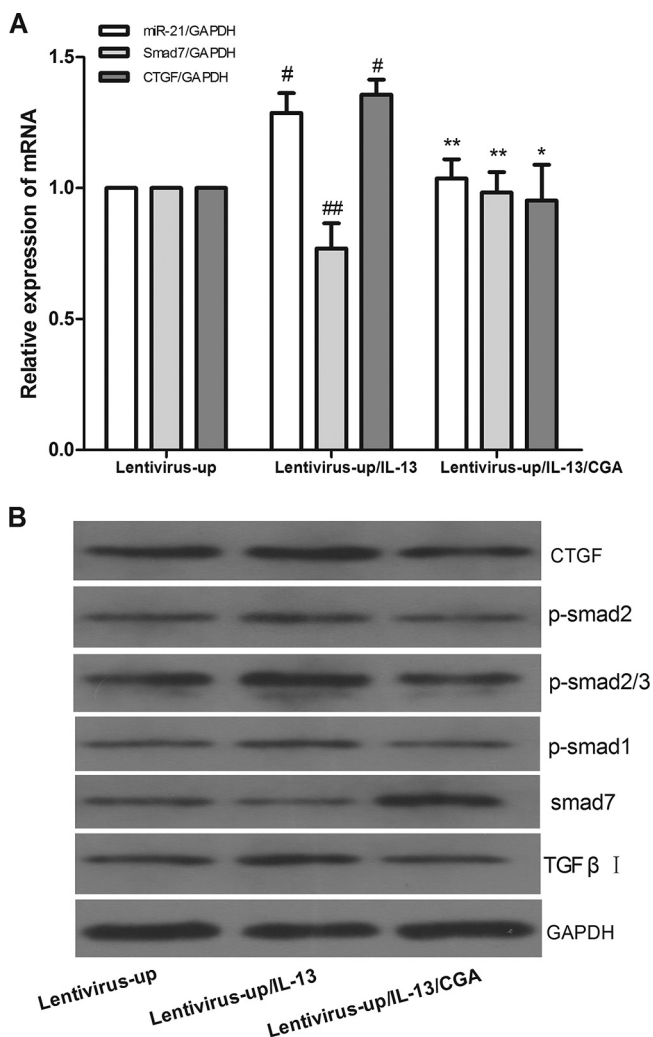 A
miR-21/GAPDH
Smad7/GAPDH
CTGF/GAPDH
Relative expression of mRNA
1.5
1.0
0.5
0.0
#
##
#
**
**
*
Lentivirus-up
Lentivirus-up/IL-13
Lentivirus-up/IL-13/CGA
B
CTGF
p-smad2
p-smad2/3
p-smad1
smad7
TGF β I
GAPDH
Lentivirus-up
Lentivirus-up/IL-13
Lentivirus-up/IL-13/CGA